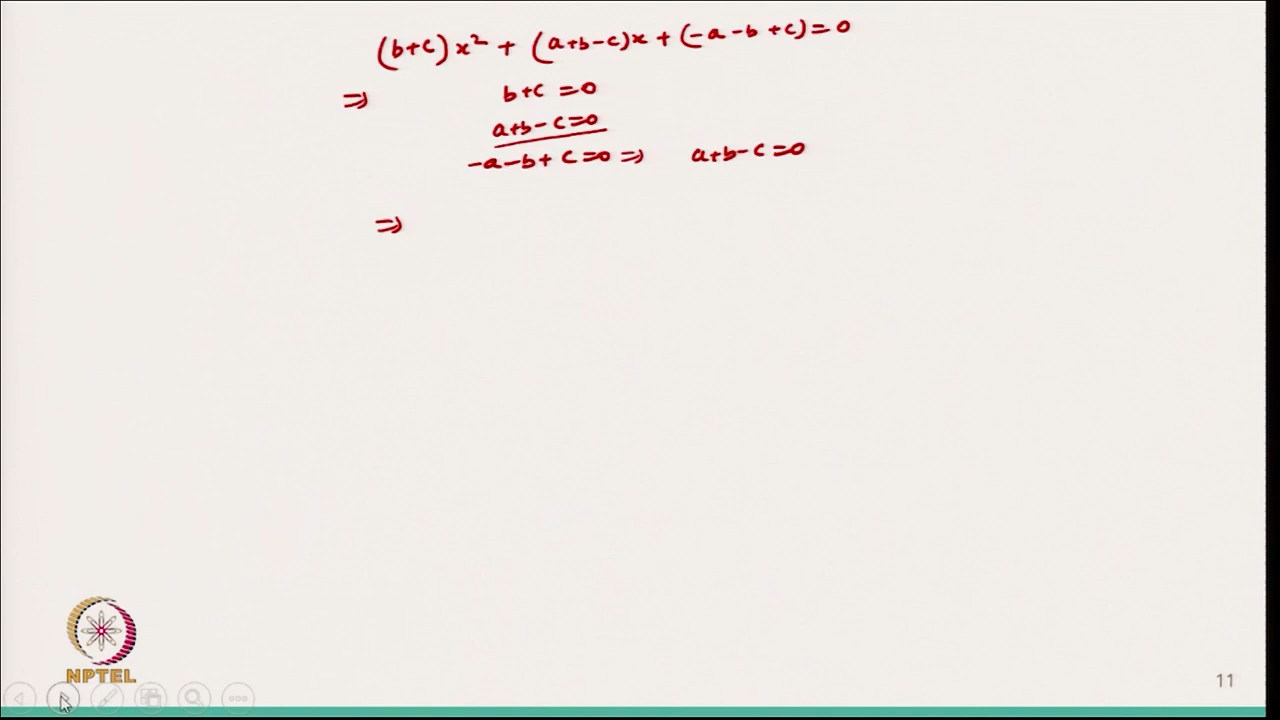 (b+c)x² + (a+b-c)x + (-a-b+c)=0
⇒ b+c=0
a+b-c=0
-a-b+c=0 ⇒ a+b-c=0
⇒
NPTEL
11